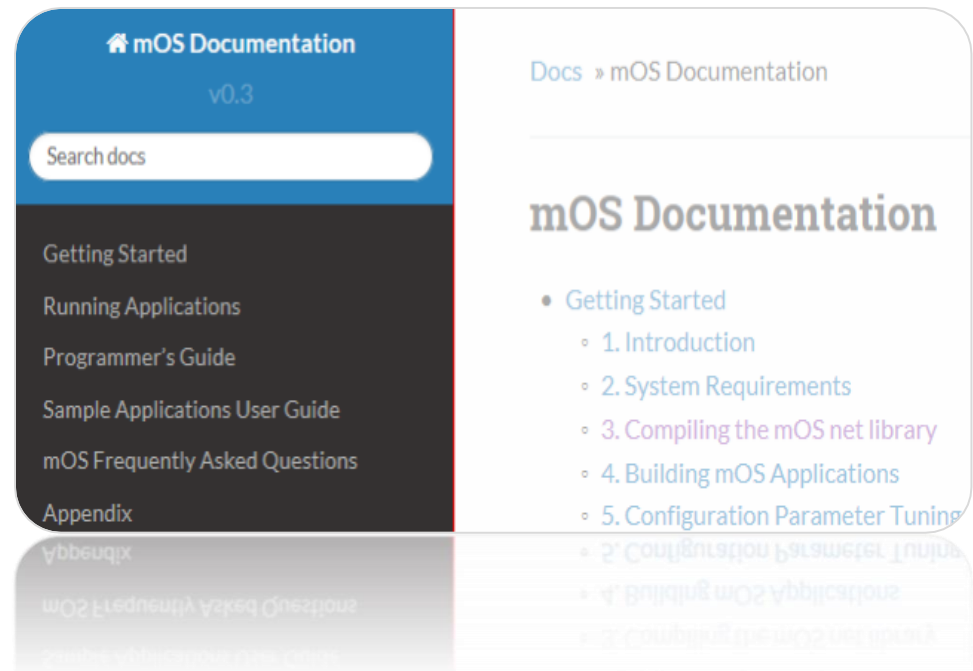 mOS Documentation
v0.3
Search docs
Getting Started
Running Applications
Programmer's Guide
Sample Applications User Guide
mOS Frequently Asked Questions
Appendix
Docs » mOS Documentation
mOS Documentation
Getting Started
1. Introduction
2. System Requirements
3. Compiling the mOS net library
4. Building mOS Applications
5. Configuration Parameter Tuning